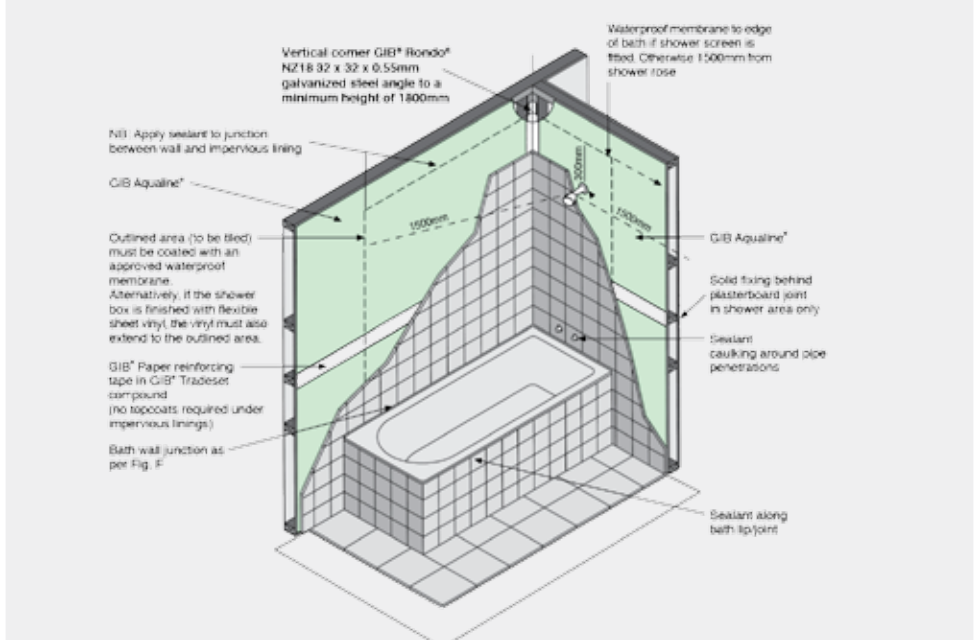 Vertical corner GIB® Rondo®
NZ18 32 x 32 x 0.55mm
galvanized steel angle to a
minimum height of 1800mm
Waterproof membrane to edge
of bath if shower screen is
fitted. Otherwise 1500mm from
shower rose
NB. Apply sealant to junction
between wall and impervious lining
GIB Aqualine®
Outlined area (to be tiled)
must be coated with an
approved waterproof
membrane.
Alternatively, if the shower
box is finished with flexible
sheet vinyl, the vinyl must also
extend to the outlined area.
GIB® Paper reinforcing
tape in GIB® Tradeset
compound
(no topcoats required under
impervious linings)
Bath wall junction as
per Fig. F
1500mm
300mm
1500mm
GIB Aqualine®
Solid fixing behind
plasterboard joint
in shower area only
Sealant
caulking around pipe
penetrations
Sealant along
bath lip/joint